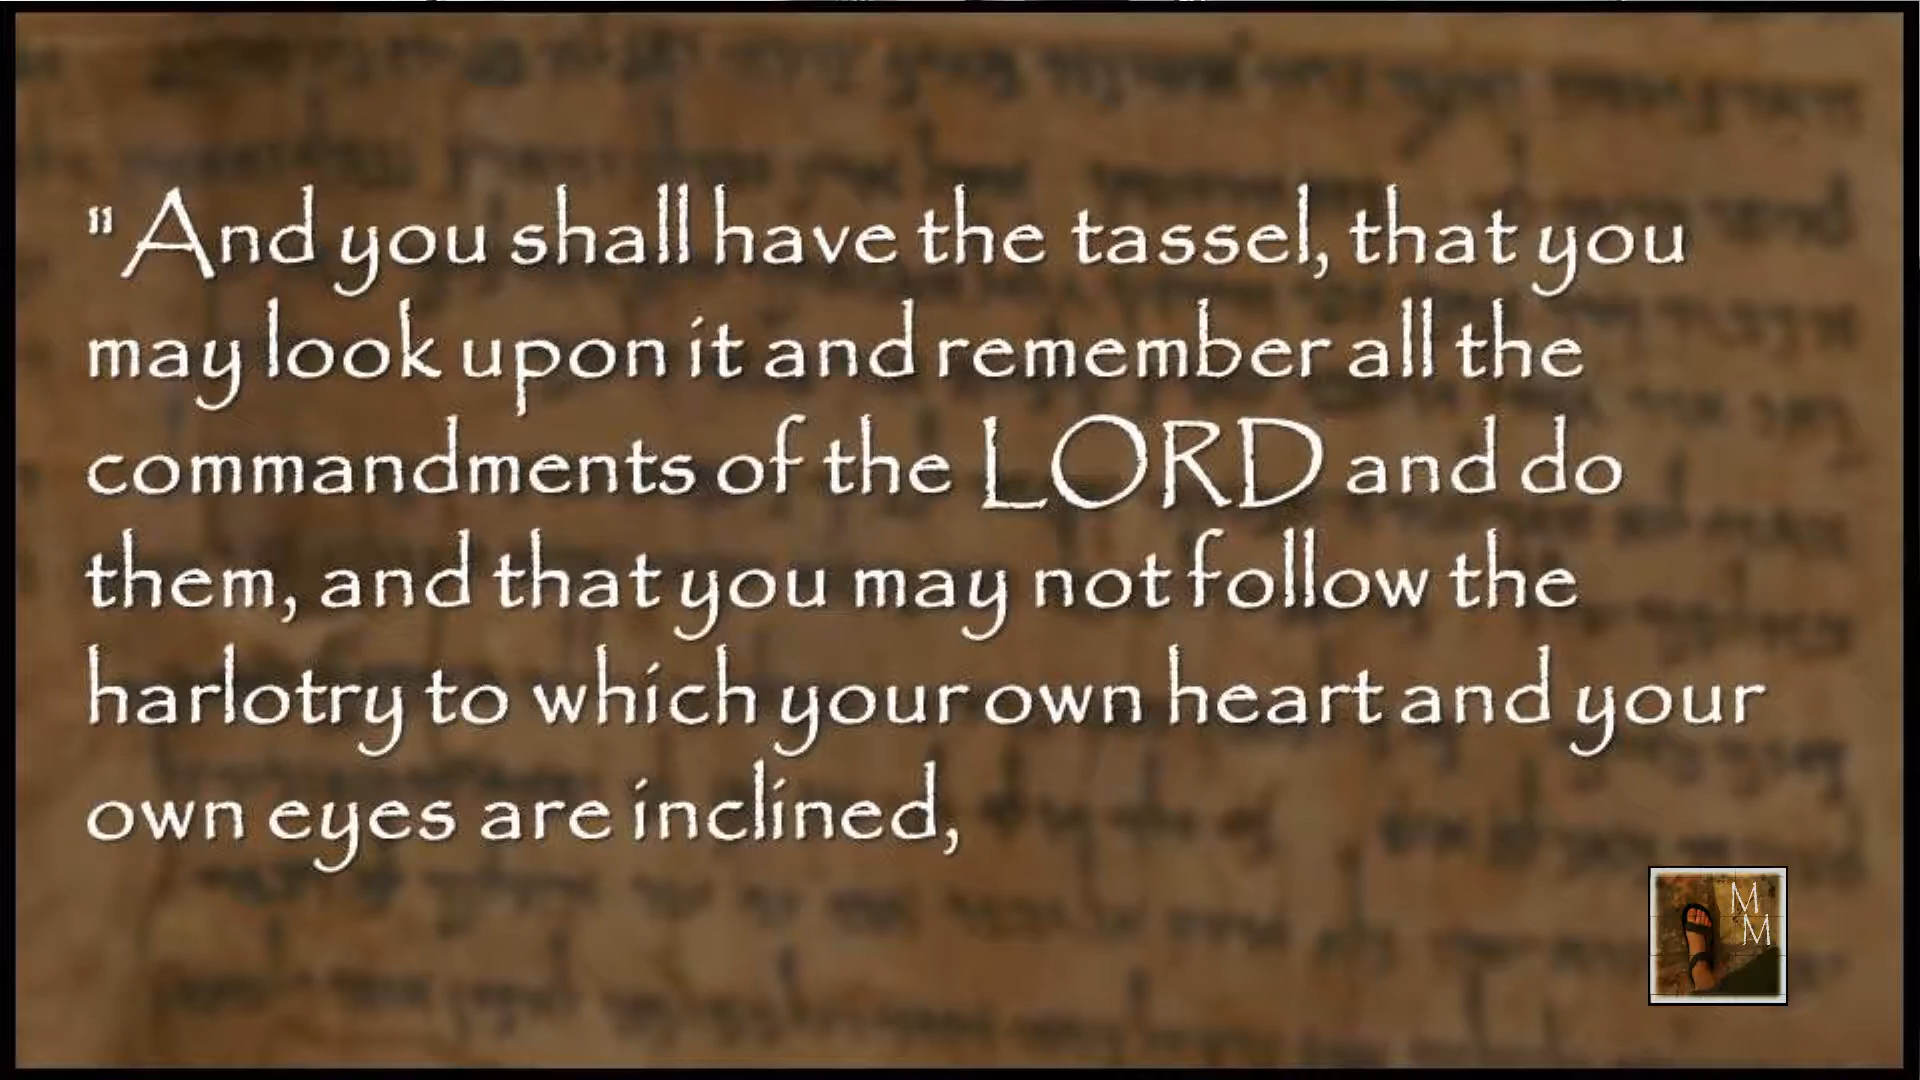 "And you shall have the tassel, that you
may look upon it and remember all the
commandments of the LORD and do
them, and that you may not follow the
harlotry to which your own heart and your
own eyes are inclined,
M
M